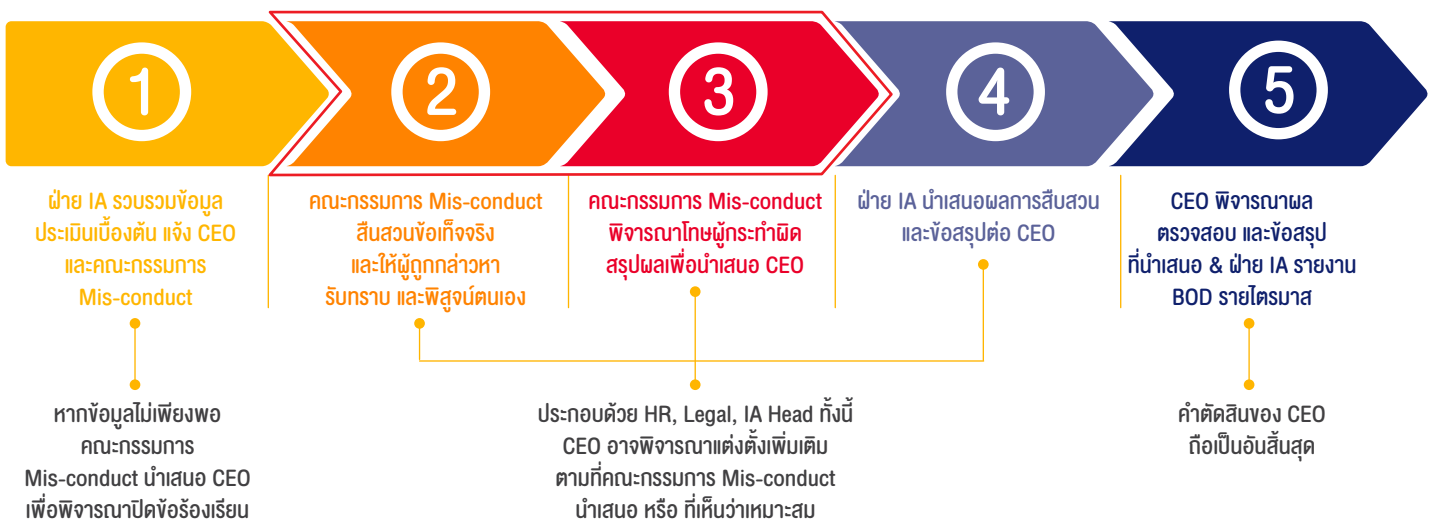 1
2
3
4
5
ฝ่าย IA รวบรวมข้อมูล
ประเมินเบื้องต้น แจ้ง CEO
และคณะกรรมการ
Mis-conduct
คณะกรรมการ Mis-conduct
สืนสวนข้อเท็จจริง
และให้ผู้ถูกกล่าวหา
รับทราบ และพิสูจน์ตนเอง
คณะกรรมการ Mis-conduct
พิจารณาโทษผู้กระทำผิด
สรุปผลเพื่อนำเสนอ CEO
ฝ่าย IA นำเสนอผลการสืบสวน
และข้อสรุปต่อ CEO
CEO พิจารณาผล
ตรวจสอบ และข้อสรุป
ที่นำเสนอ & ฝ่าย IA รายงาน
BOD รายไตรมาส
หากข้อมูลไม่เพียงพอ
คณะกรรมการ
Mis-conduct นำเสนอ CEO
เพื่อพิจารณาปิดข้อร้องเรียน
ประกอบด้วย HR, Legal, IA Head ทั้งนี้
CEO อาจพิจารณาแต่งตั้งเพิ่มเติม
ตามที่คณะกรรมการ Mis-conduct
นำเสนอ หรือ ที่เห็นว่าเหมาะสม
คำตัดสินของ CEO
ถือเป็นอันสิ้นสุด